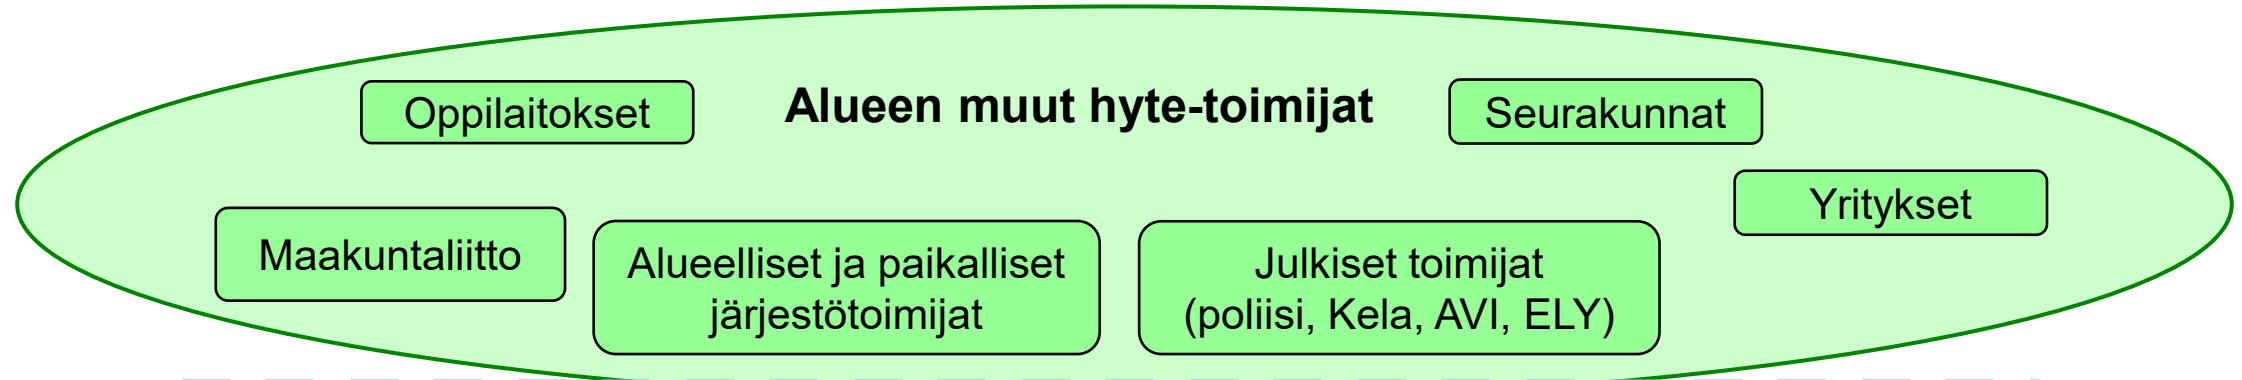 Alueen muut hyte-toimijat
Oppilaitokset
Seurakunnat
Yritykset
Maakuntaliitto
Alueelliset ja paikalliset
järjestötoimijat
Julkiset toimijat
(poliisi, Kela, AVI, ELY)